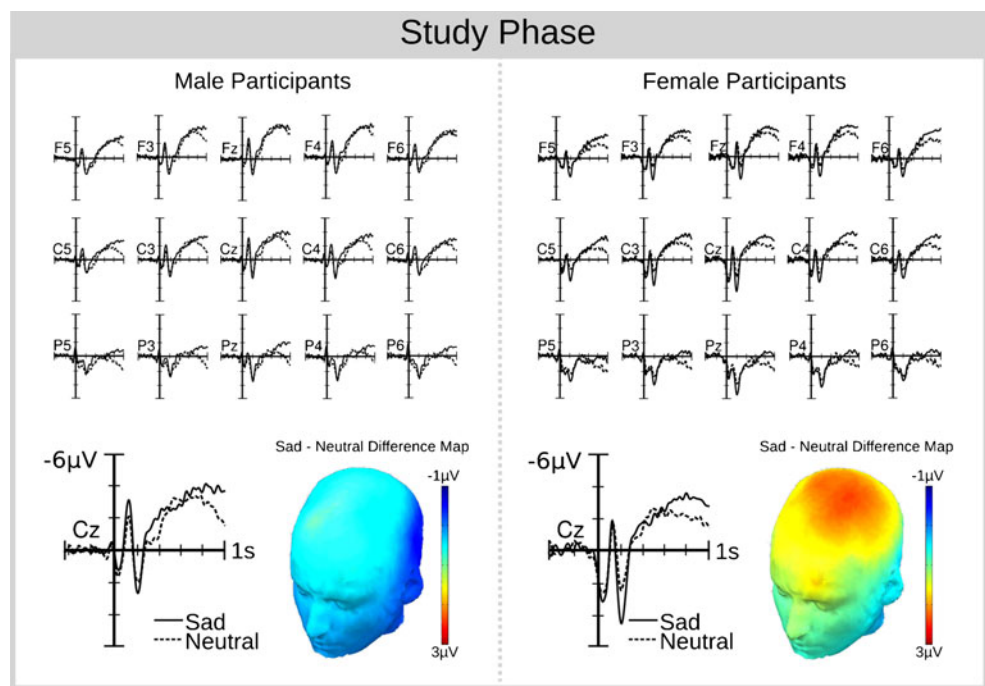 Study Phase
Male Participants
F5 F3 Fz F4 F6
C5 C3 Cz C4 C6
P5 P3 Pz P4 P6
Sad - Neutral Difference Map
-6μV
-1μV
Cz
1s
Sad
Neutral
3μV
Female Participants
F5 F3 Fz F4 F6
C5 C3 Cz C4 C6
P5 P3 Pz P4 P6
Sad - Neutral Difference Map
-6μV
-1μV
Cz
1s
Sad
Neutral
3μV